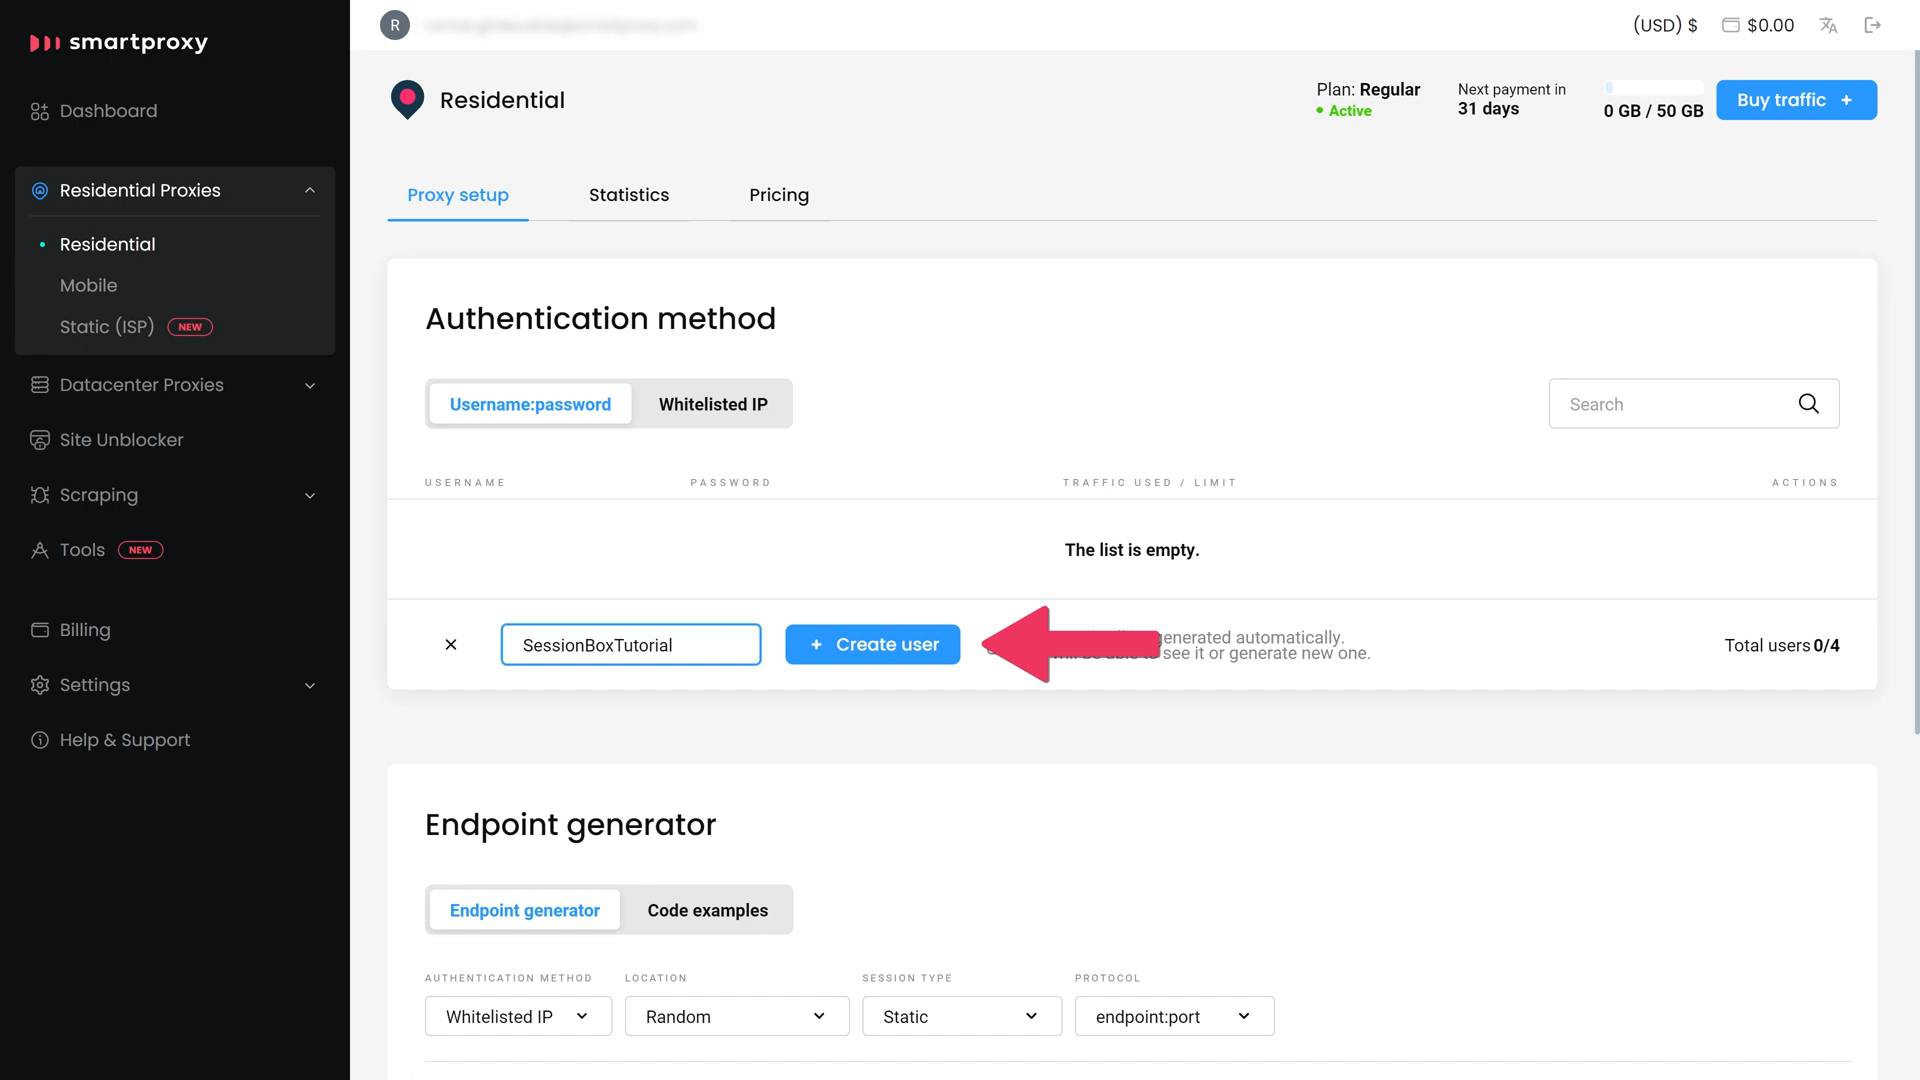 R
(USD) $
$0.00
smartproxy
Dashboard
Residential Proxies
Residential
Mobile
Static (ISP) NEW
Datacenter Proxies
Site Unblocker
Scraping
Tools NEW
Billing
Settings
Help & Support
Residential
Plan: Regular
Active
Next payment in
31 days
0 GB / 50 GB
Buy traffic +
Proxy setup
Statistics
Pricing
Authentication method
Username:password
Whitelisted IP
Search
USERNAME
PASSWORD
TRAFFIC USED / LIMIT
ACTIONS
The list is empty.
SessionBoxTutorial
+ Create user
generated automatically.
see it or generate new one.
Total users 0/4
Endpoint generator
Endpoint generator
Code examples
AUTHENTICATION METHOD
LOCATION
SESSION TYPE
PROTOCOL
Whitelisted IP
Random
Static
endpoint:port